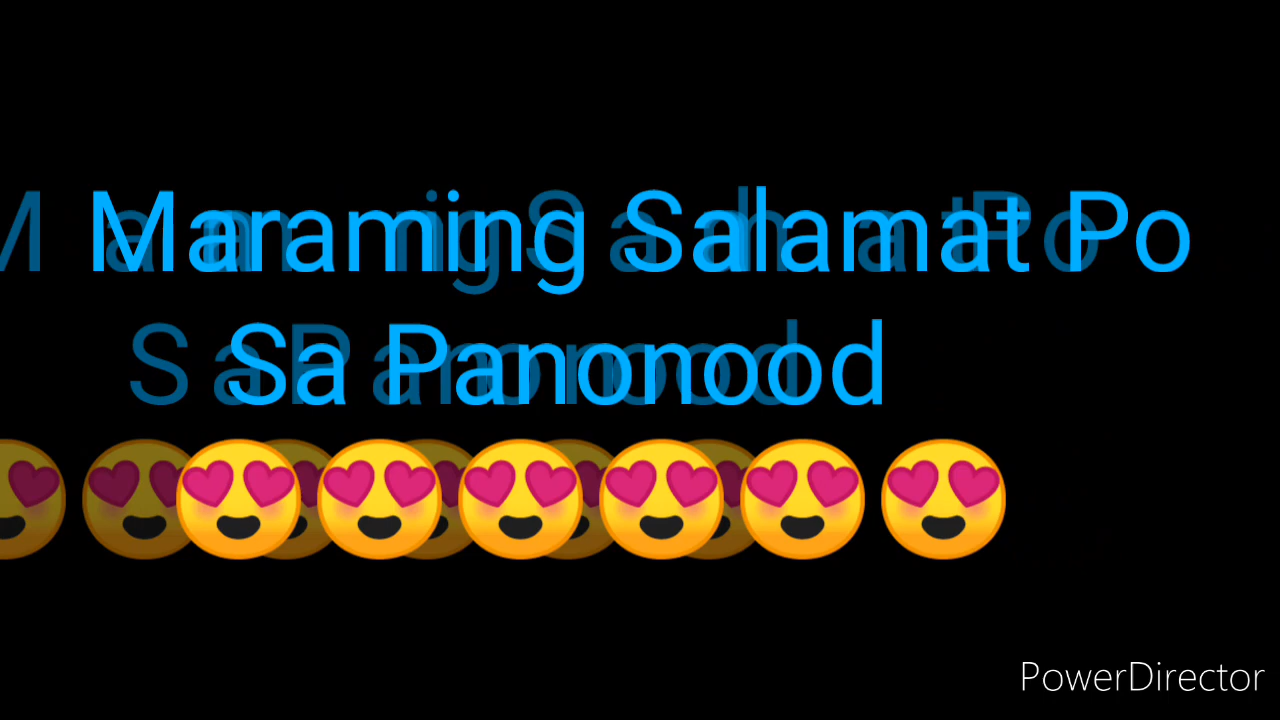 Maraming Salamat Po
Sa Panonood
😍😍😍😍😍😍
PowerDirector